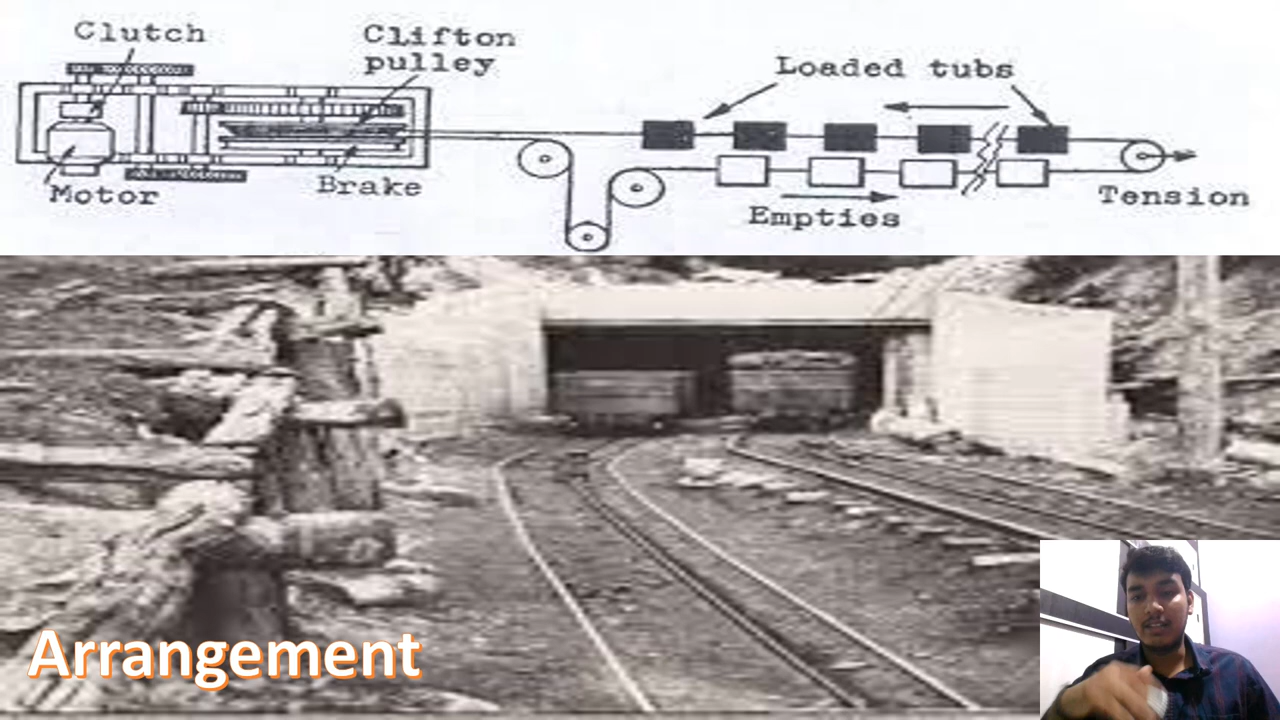 Clutch
Clifton
pulley
Loaded tubs
Motor
Brake
Empties
Tension
Arrangement